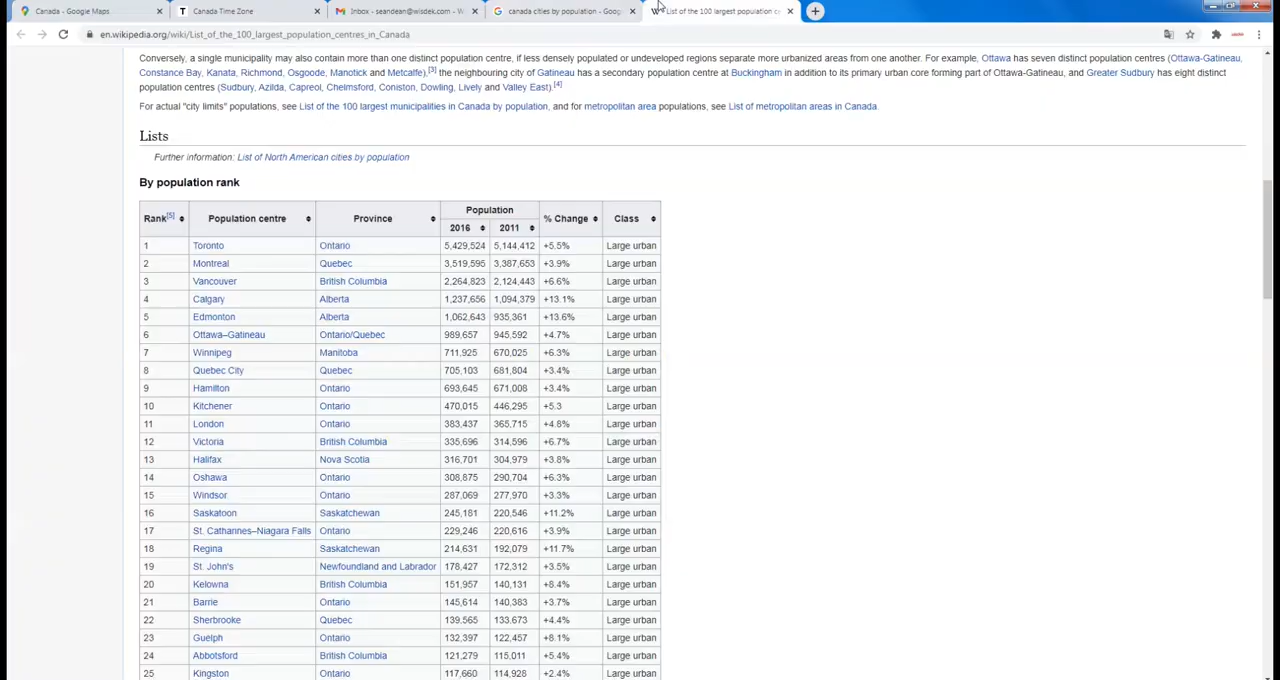 Canada - Google Maps
Canada Time Zone
Inbox - seandean@wisdek.com - W
canada cities by population - Goog
List of the 100 largest population ce
en.wikipedia.org/wiki/List_of_the_100_largest_population_centres_in_Canada
Conversely, a single municipality may also contain more than one distinct population centre, if less densely populated or undeveloped regions separate more urbanized areas from one another. For example, Ottawa has seven distinct population centres (Ottawa-Gatineau,
Constance Bay, Kanata, Richmond, Osgoode, Manotick and Metcalfe),[3] the neighbouring city of Gatineau has a secondary population centre at Buckingham in addition to its primary urban core forming part of Ottawa-Gatineau, and Greater Sudbury has eight distinct
population centres (Sudbury, Azilda, Capreol, Chelmsford, Coniston, Dowling, Lively and Valley East).[4]
For actual "city limits" populations, see List of the 100 largest municipalities in Canada by population, and for metropolitan area populations, see List of metropolitan areas in Canada.
Lists
Further information: List of North American cities by population
By population rank
Rank[5] Population centre Province Population % Change Class
2016 2011
1 Toronto Ontario 5,429,524 5,144,412 +5.5% Large urban
2 Montreal Quebec 3,519,595 3,387,653 +3.9% Large urban
3 Vancouver British Columbia 2,264,823 2,124,443 +6.6% Large urban
4 Calgary Alberta 1,237,656 1,094,379 +13.1% Large urban
5 Edmonton Alberta 1,062,643 935,361 +13.6% Large urban
6 Ottawa–Gatineau Ontario/Quebec 989,657 945,592 +4.7% Large urban
7 Winnipeg Manitoba 711,925 670,025 +6.3% Large urban
8 Quebec City Quebec 705,103 681,804 +3.4% Large urban
9 Hamilton Ontario 693,645 671,008 +3.4% Large urban
10 Kitchener Ontario 470,015 446,295 +5.3 Large urban
11 London Ontario 383,437 365,715 +4.8% Large urban
12 Victoria British Columbia 335,696 314,596 +6.7% Large urban
13 Halifax Nova Scotia 316,701 304,979 +3.8% Large urban
14 Oshawa Ontario 308,875 290,704 +6.3% Large urban
15 Windsor Ontario 287,069 277,970 +3.3% Large urban
16 Saskatoon Saskatchewan 245,181 220,546 +11.2% Large urban
17 St. Catharines–Niagara Falls Ontario 229,246 220,616 +3.9% Large urban
18 Regina Saskatchewan 214,631 192,079 +11.7% Large urban
19 St. John's Newfoundland and Labrador 178,427 172,312 +3.5% Large urban
20 Kelowna British Columbia 151,957 140,131 +8.4% Large urban
21 Barrie Ontario 145,614 140,383 +3.7% Large urban
22 Sherbrooke Quebec 139,565 133,673 +4.4% Large urban
23 Guelph Ontario 132,397 122,457 +8.1% Large urban
24 Abbotsford British Columbia 121,279 115,011 +5.4% Large urban
25 Kingston Ontario 117,660 114,928 +2.4% Large urban